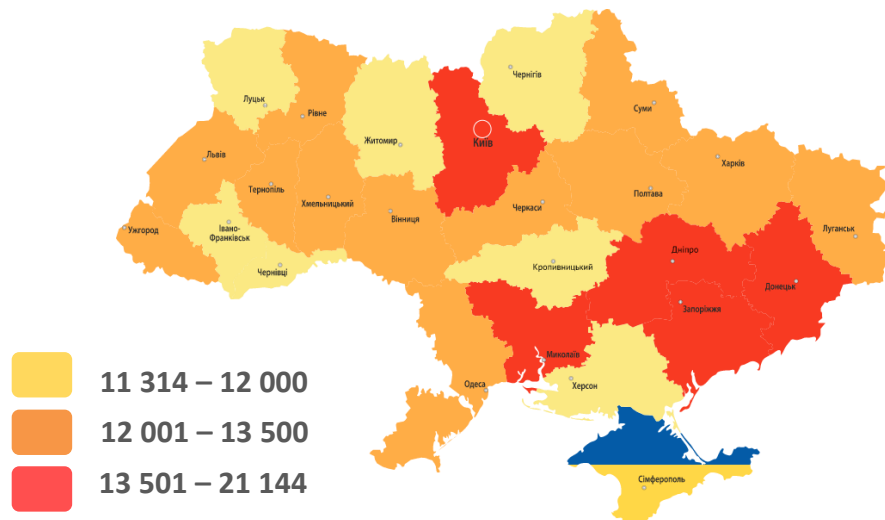 Чернігів
Луцьк
Рівне
Суми
Житомир
Київ
Львів
Харків
Тернопіль
Хмельницький
Вінниця
Черкаси
Полтава
Ужгород
Івано-
Франківськ
Луганськ
Чернівці
Кропивницький
Дніпро
Донецьк
Запоріжжя
Миколаїв
Одеса
Херсон
Сімферополь
11 314 – 12 000
12 001 – 13 500
13 501 – 21 144